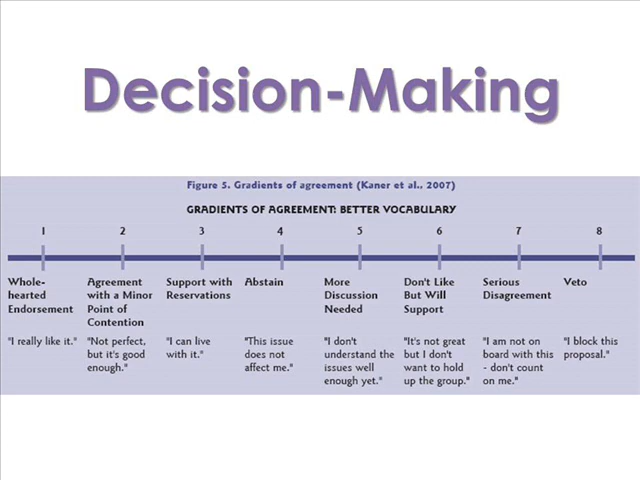 Decision-Making
Figure 5. Gradients of agreement (Kaner et al., 2007)
GRADIENTS OF AGREEMENT: BETTER VOCABULARY
1 2 3 4 5 6 7 8
Whole-
hearted
Endorsement
"I really like it."
Agreement
with a Minor
Point of
Contention
"Not perfect,
but it's good
enough."
Support with
Reservations
"I can live
with it."
Abstain
"This issue
does not
affect me."
More
Discussion
Needed
"I don't
understand the
issues well
enough yet."
Don't Like
But Will
Support
"It's not great
but I don't
want to hold
up the group."
Serious
Disagreement
"I am not on
board with this
- don't count
on me."
Veto
"I block this
proposal."